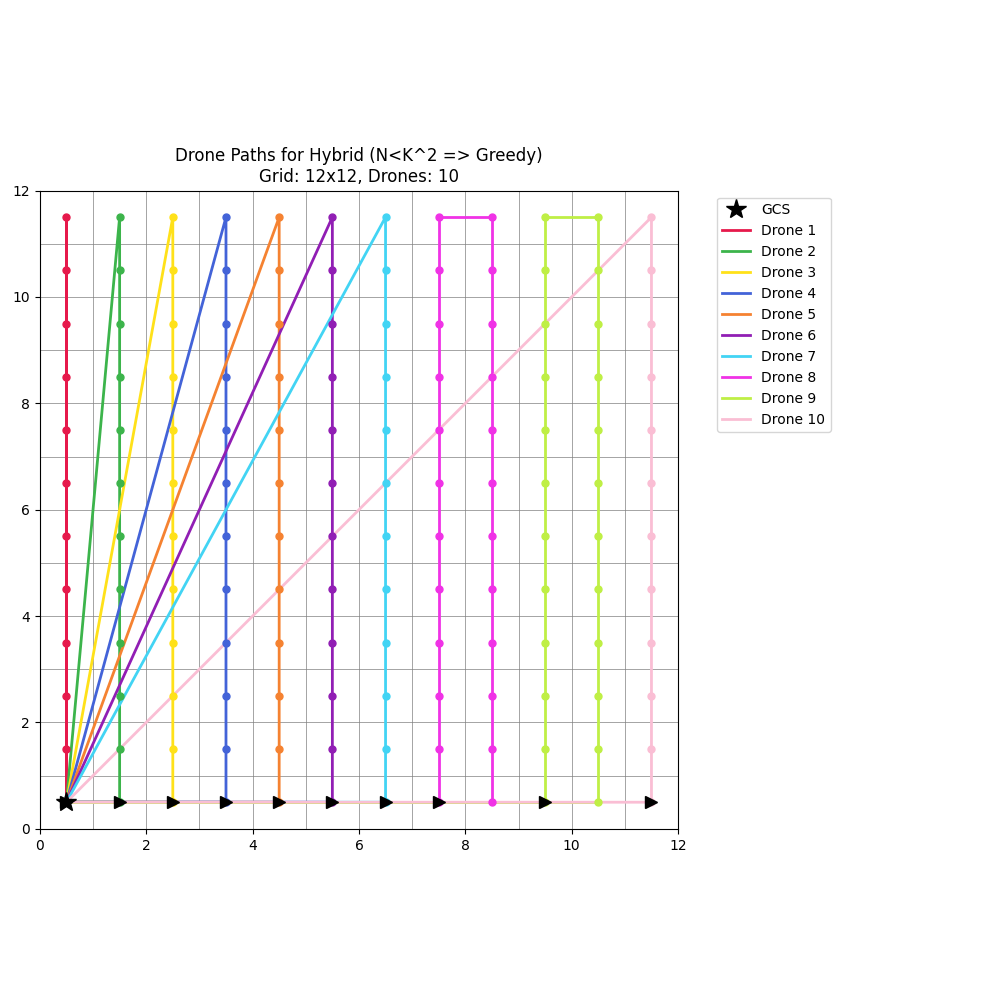 Drone Paths for Hybrid (N<K^2 => Greedy)
Grid: 12x12, Drones: 10
12
10
8
6
4
2
0
0 2 4 6 8 10 12
GCS
Drone 1
Drone 2
Drone 3
Drone 4
Drone 5
Drone 6
Drone 7
Drone 8
Drone 9
Drone 10